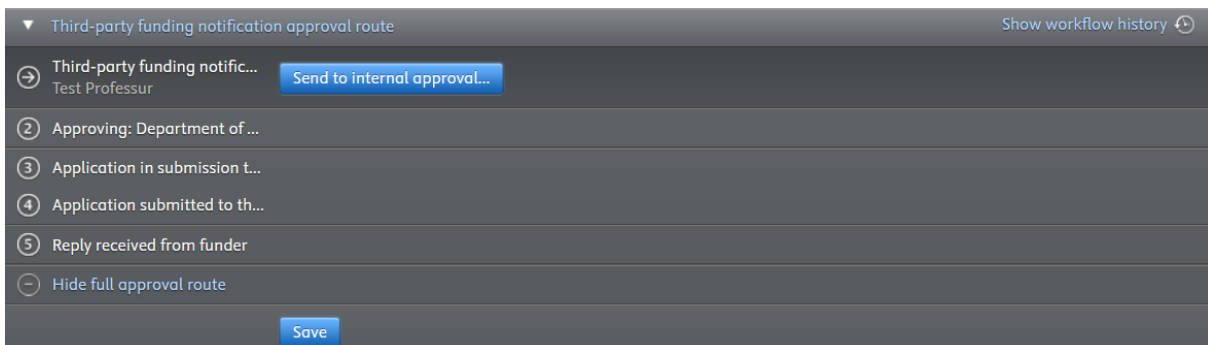 Third-party funding notification approval route
Show workflow history
Third-party funding notific...
Test Professur
Send to internal approval...
2 Approving: Department of ...
3 Application in submission t...
4 Application submitted to th...
5 Reply received from funder
Hide full approval route
Save